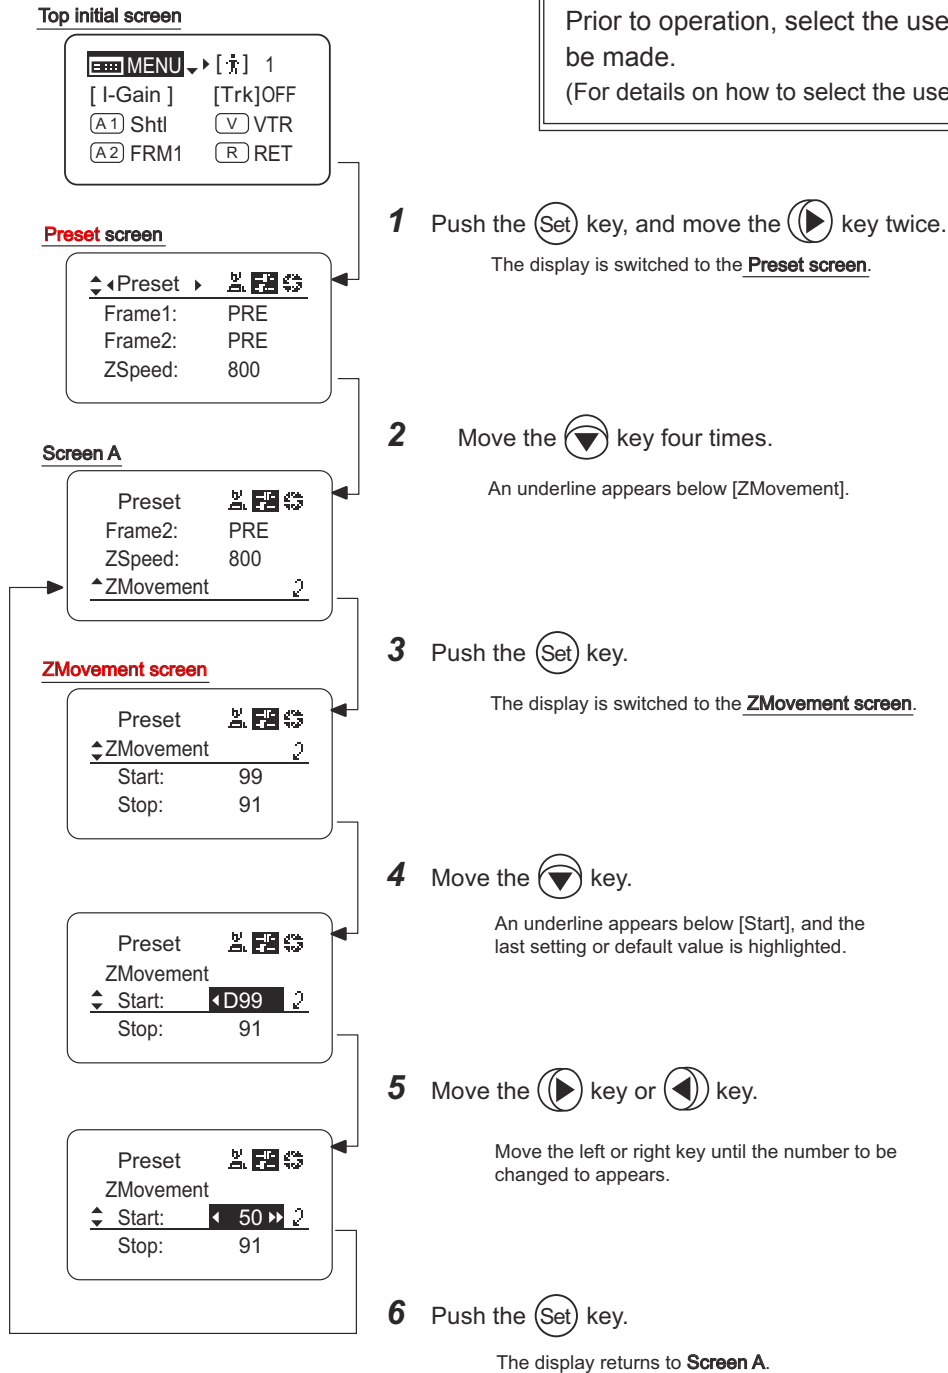 Top initial screen
MENU [ ] 1
[ I-Gain ] [Trk]OFF
A1 Shtl V VTR
A2 FRM1 R RET
Prior to operation, select the use
be made.
(For details on how to select the use
1 Push the Set key, and move the key twice.
The display is switched to the Preset screen.
Preset screen
Preset
Frame1: PRE
Frame2: PRE
ZSpeed: 800
2 Move the key four times.
An underline appears below [ZMovement].
Screen A
Preset
Frame2: PRE
ZSpeed: 800
ZMovement
3 Push the Set key.
The display is switched to the ZMovement screen.
ZMovement screen
Preset
ZMovement
Start: 99
Stop: 91
4 Move the key.
An underline appears below [Start], and the
last setting or default value is highlighted.
Preset
ZMovement
Start: D99
Stop: 91
5 Move the key or key.
Move the left or right key until the number to be
changed to appears.
Preset
ZMovement
Start: 50
Stop: 91
6 Push the Set key.
The display returns to Screen A.